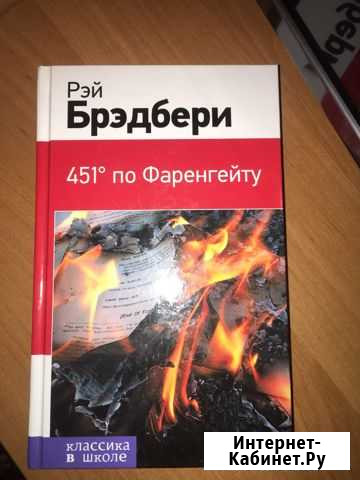 Рэй
Брэдбери
451° по Фаренгейту
классика
в школе
Интернет-
Кабинет.Ру